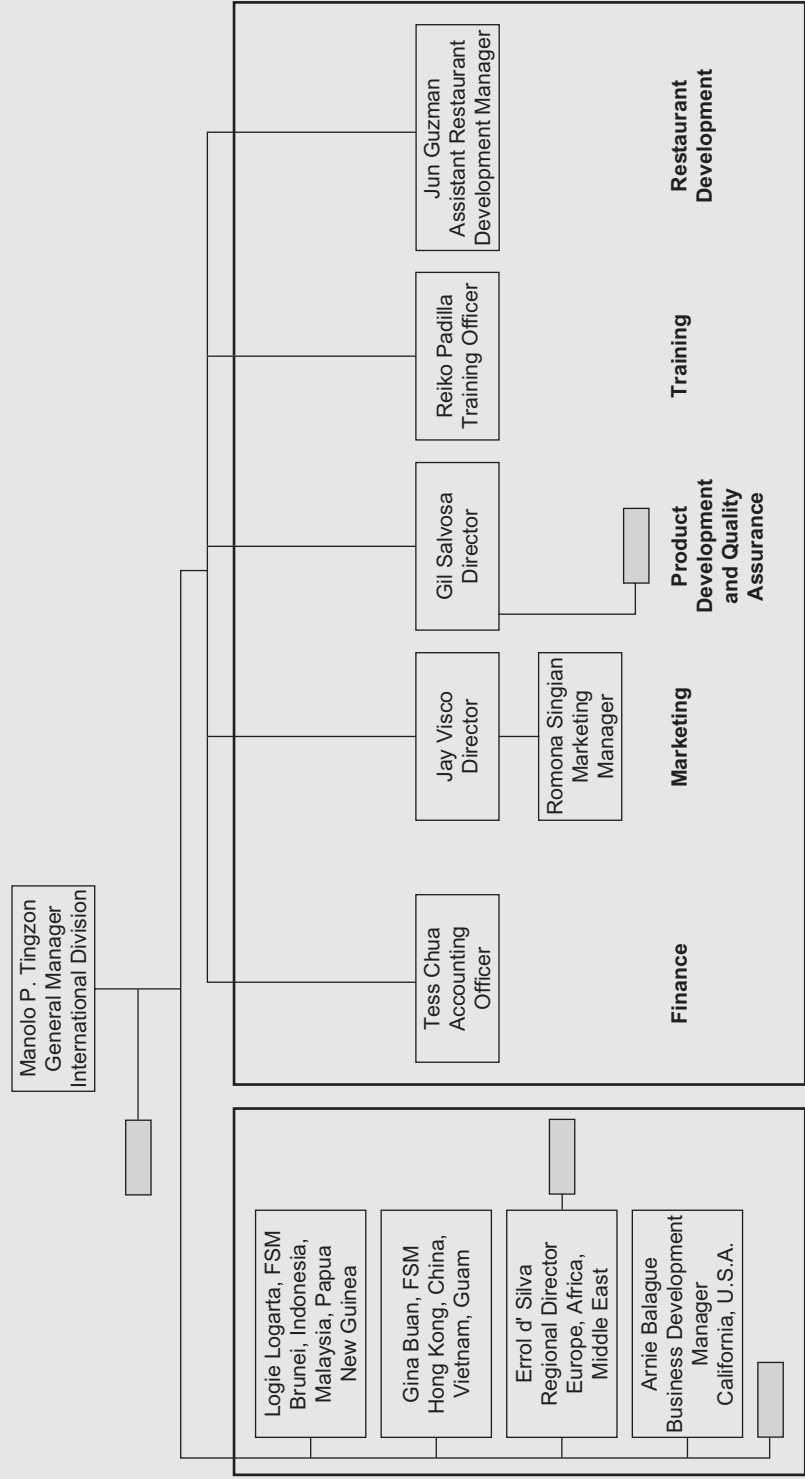 Manolo P. Tingzon
General Manager
International Division
Logie Logarta, FSM
Brunei, Indonesia,
Malaysia, Papua
New Guinea
Gina Buan, FSM
Hong Kong, China,
Vietnam, Guam
Errol d' Silva
Regional Director
Europe, Africa,
Middle East
Arnie Balague
Business Development
Manager
California, U.S.A.
Tess Chua
Accounting
Officer
Finance
Jay Visco
Director
Romona Singian
Marketing
Manager
Marketing
Gil Salvosa
Director
Product
Development
and Quality
Assurance
Reiko Padilla
Training Officer
Training
Jun Guzman
Assistant Restaurant
Development Manager
Restaurant
Development